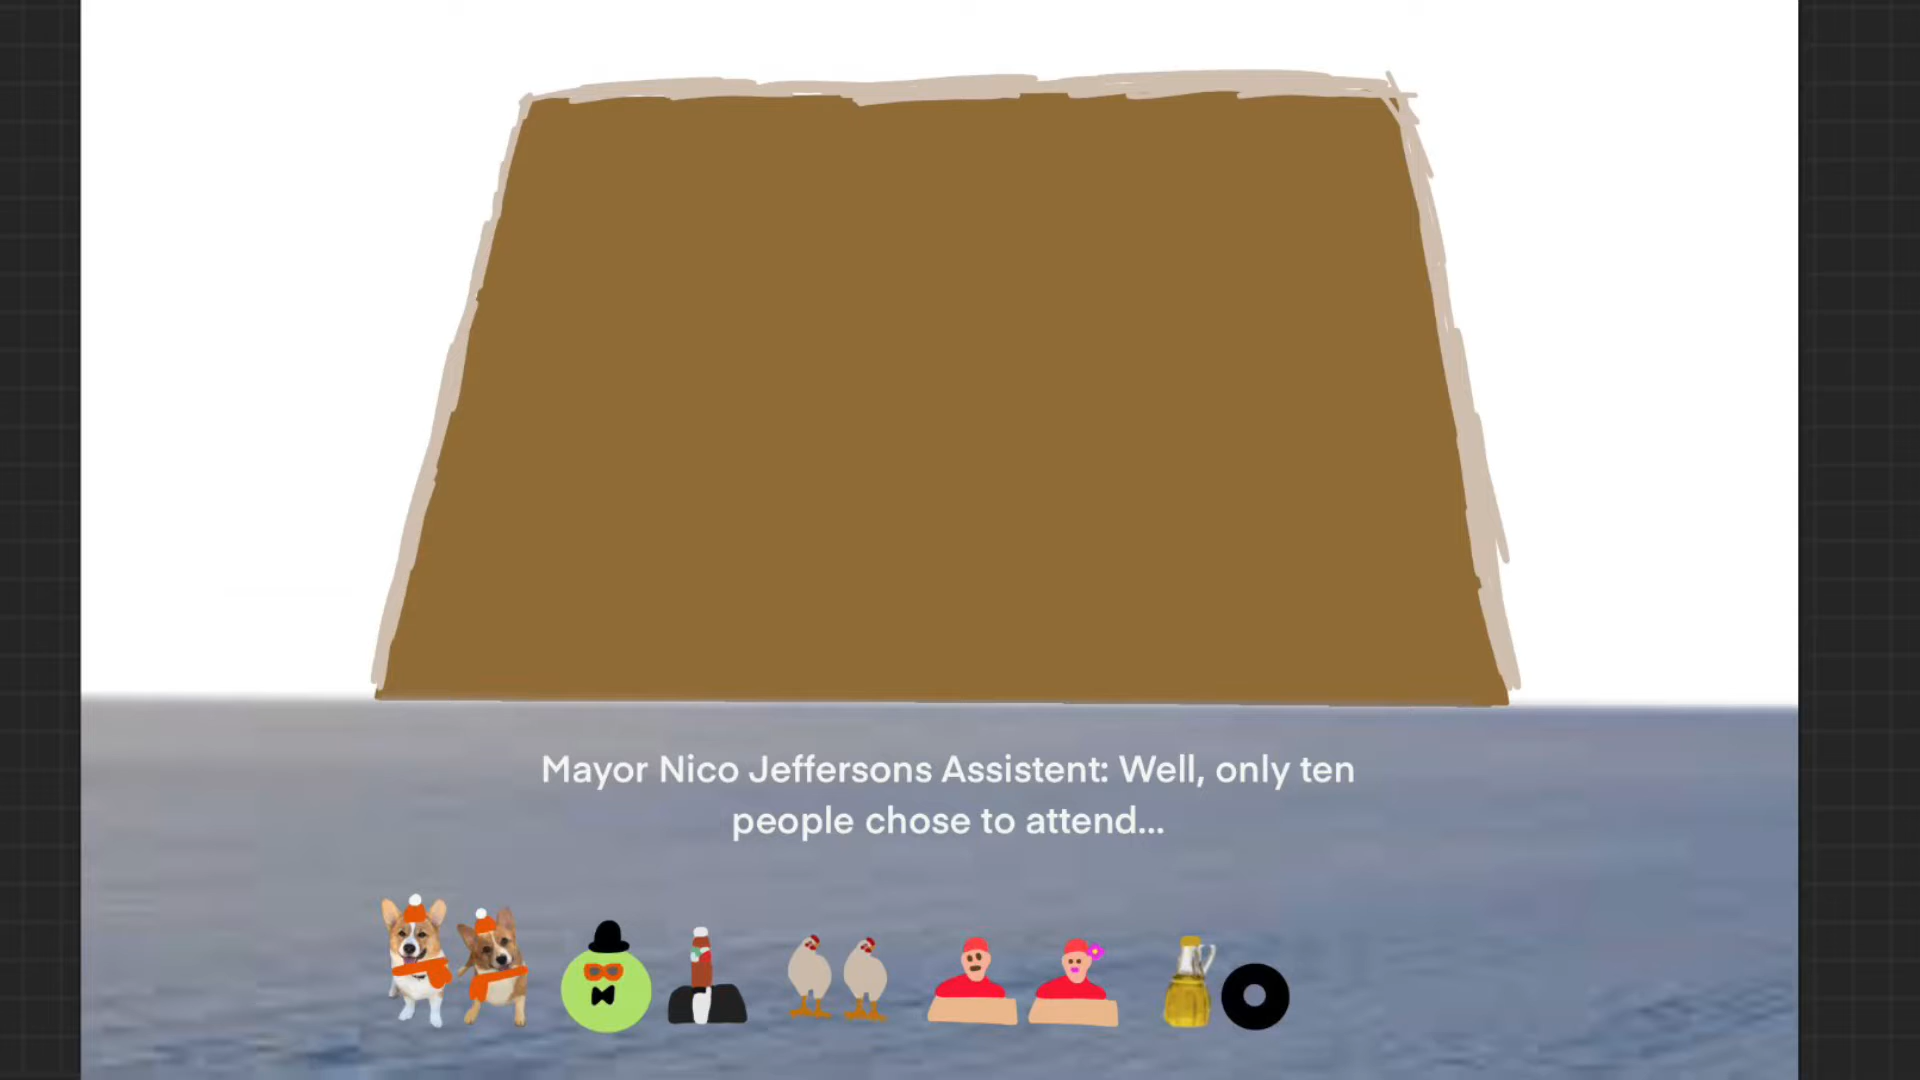 Mayor Nico Jeffersons Assistent: Well, only ten
people chose to attend...